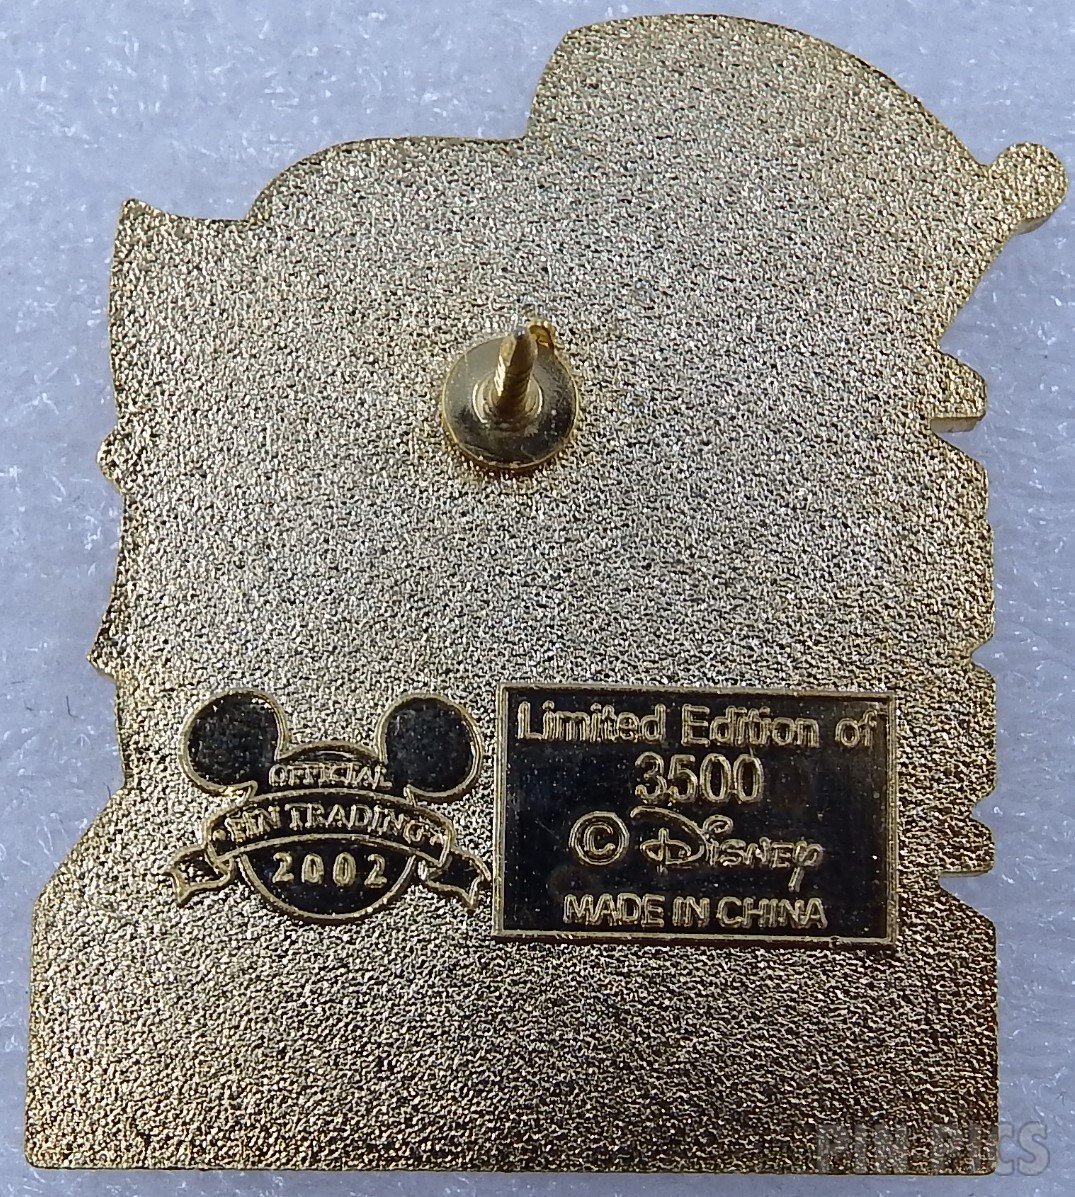 OFFICIAL
PIN TRADING
2002
Limited Edition of
3500
© Disney
MADE IN CHINA
PIN-PICS